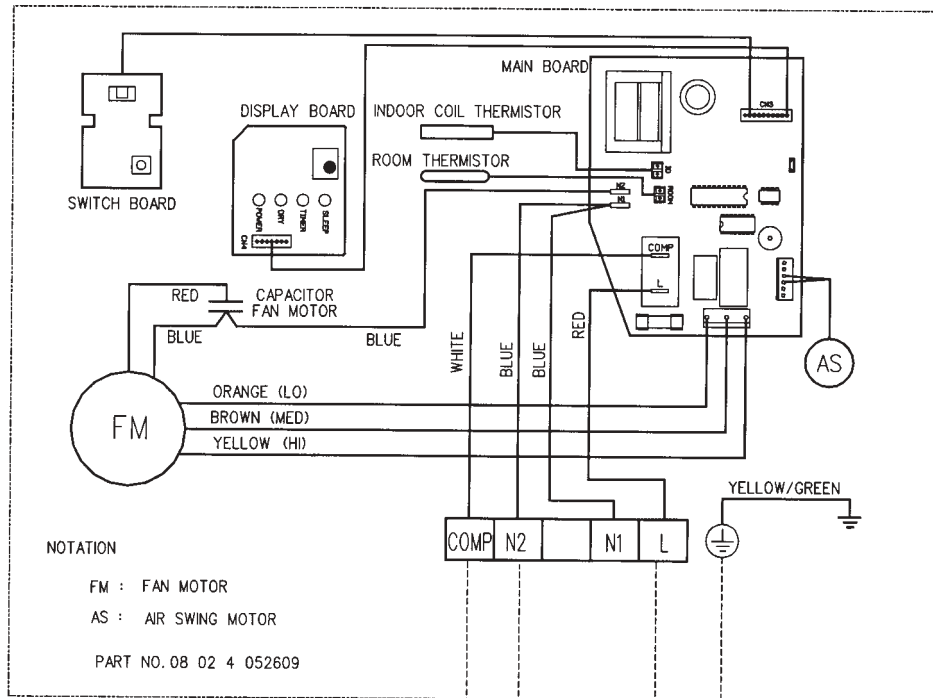 MAIN BOARD
CN3
DISPLAY BOARD
INDOOR COIL THERMISTOR
ROOM THERMISTOR
SWITCH BOARD
POWER
DRY
TIMER
SLEEP
CN4
N2
N1
ROOM
COMP
L
RED
CAPACITOR
FAN MOTOR
BLUE
BLUE
WHITE
BLUE
BLUE
RED
AS
FM
ORANGE (LO)
BROWN (MED)
YELLOW (HI)
YELLOW/GREEN
COMP N2 N1 L
NOTATION
FM : FAN MOTOR
AS : AIR SWING MOTOR
PART NO. 08 02 4 052609